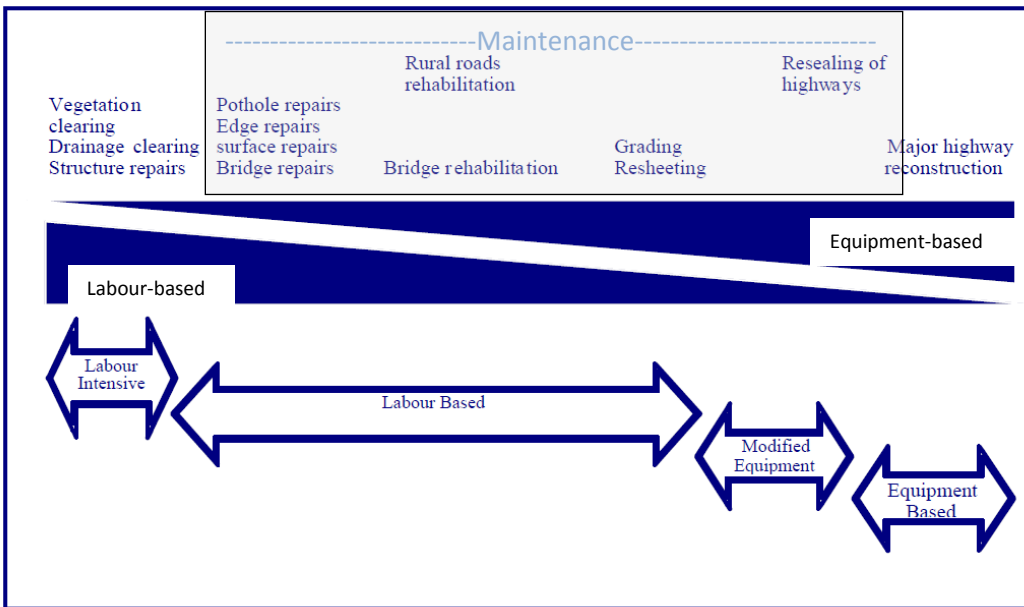 --------------------------Maintenance-------------------------
Rural roads
rehabilitation
Resealing of
highways
Vegetation
clearing
Drainage clearing
Structure repairs
Pothole repairs
Edge repairs
surface repairs
Bridge repairs
Bridge rehabilitation
Grading
Resheeting
Major highway
reconstruction
Equipment-based
Labour-based
Labour
Intensive
Labour Based
Modified
Equipment
Equipment
Based